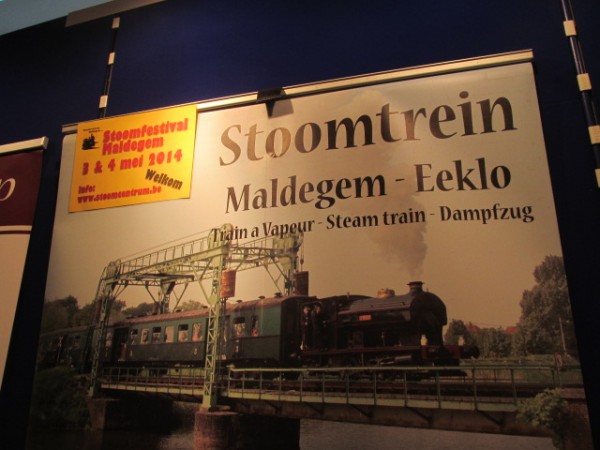 Stoomfestival
Maldegem
3 & 4 mei 2014
Welkom
Info:
www.stoomcentrum.be
Stoomtrein
Maldegem - Eeklo
Train a Vapeur - Steam train - Dampfzug
p